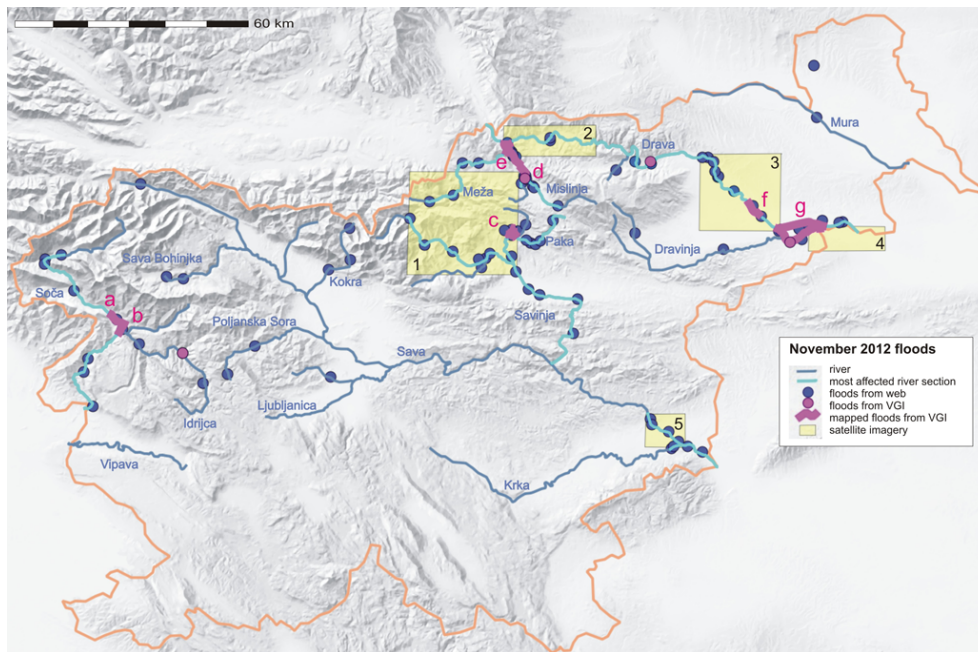 60 km
Mura
2
Drava
3
e
d
Meža
Mislinja
f
g
c
Paka
Dravinja
4
Sava Bohinjka
1
Kokra
Soča
a
b
Savinja
Poljanska Sora
Sava
November 2012 floods
river
most affected river section
floods from web
floods from VGI
mapped floods from VGI
satellite imagery
Ljubljanica
Idrijca
5
Vipava
Krka